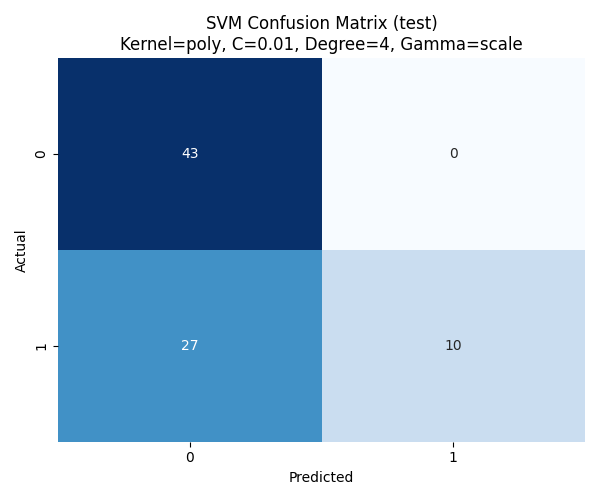 SVM Confusion Matrix (test)
Kernel=poly, C=0.01, Degree=4, Gamma=scale
Actual
0
43
0
1
27
10
0
1
Predicted